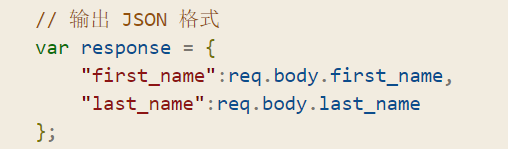 // 输出 JSON 格式
var response = {
    "first_name":req.body.first_name,
    "last_name":req.body.last_name
};